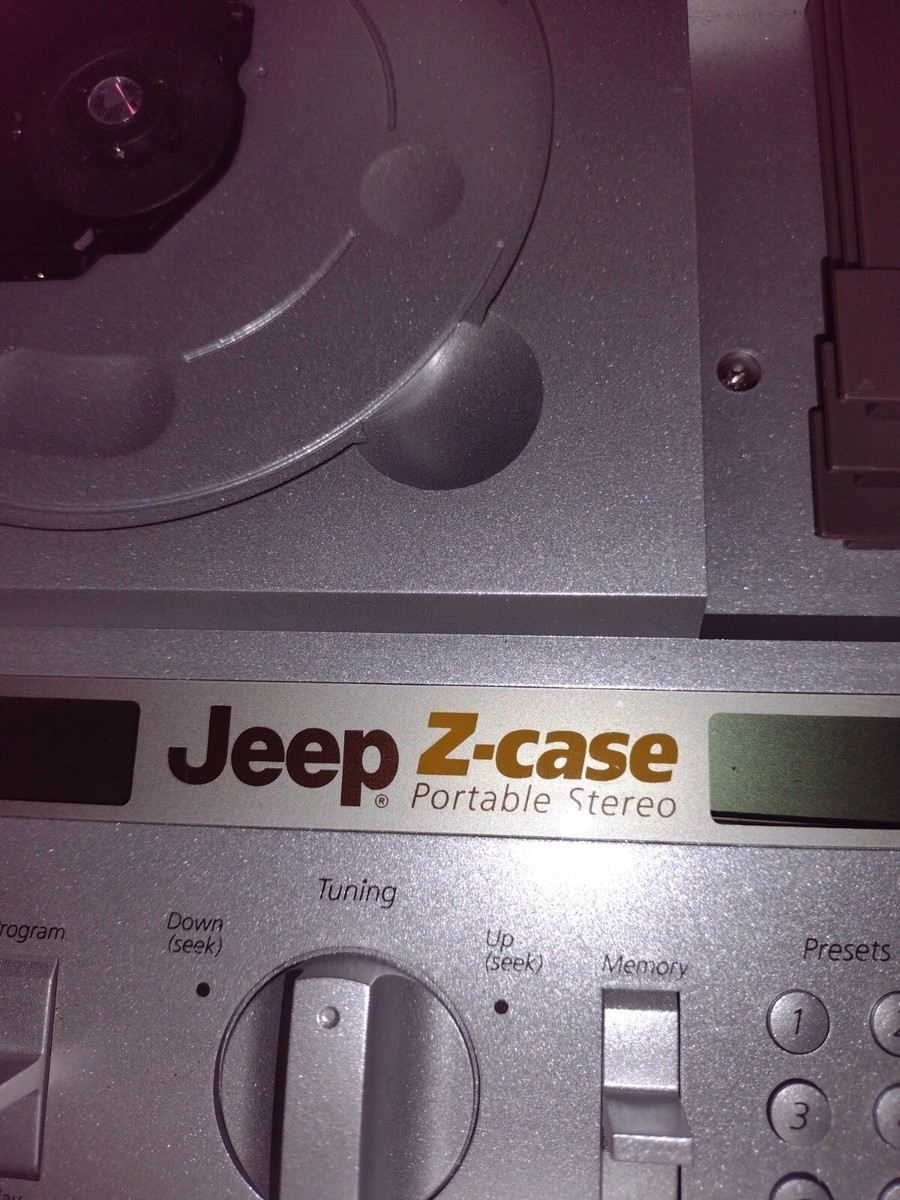 Jeep® Z-case
Portable Stereo
Tuning
Down
(seek)
Up
(seek)
Memory
Presets
1
3